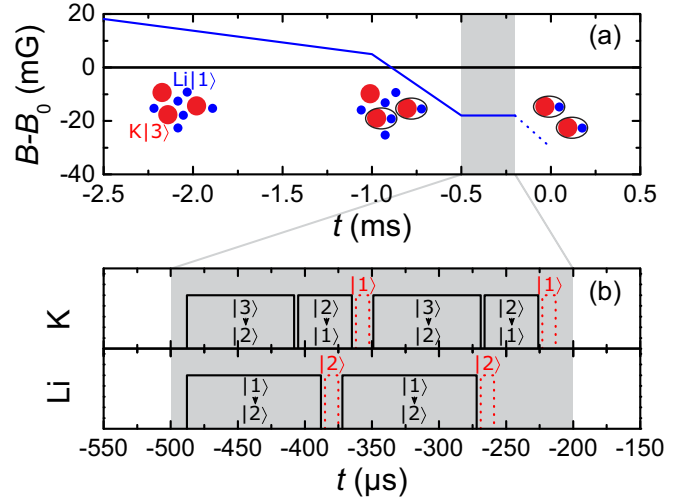 (a)
B-B₀ (mG)
20
0
-20
-40
Li|1⟩
K|3⟩
-2.5 -2.0 -1.5 -1.0 -0.5 0.0 0.5
t (ms)
(b)
K
|1⟩ |1⟩
|3⟩ |2⟩ |3⟩ |2⟩
|2⟩ |1⟩ |2⟩ |1⟩
Li
|2⟩ |2⟩
|1⟩ |1⟩
|2⟩ |2⟩
-550 -500 -450 -400 -350 -300 -250 -200 -150
t (μs)